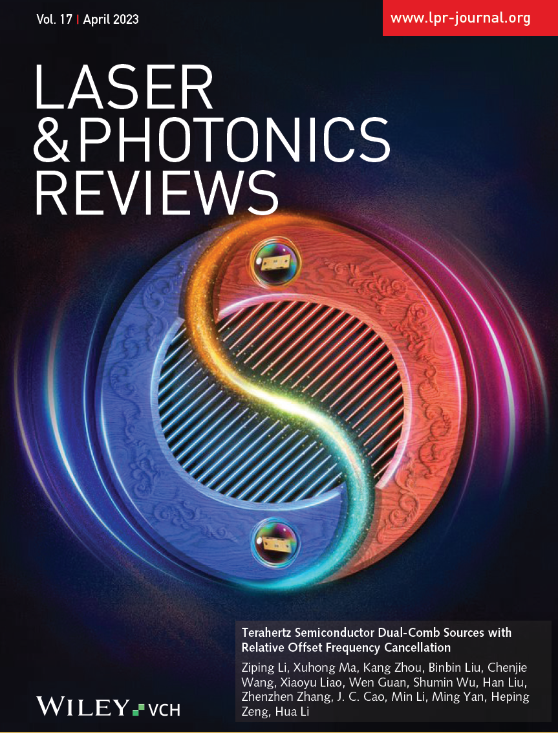 Vol. 17 | April 2023
www.lpr-journal.org
LASER
& PHOTONICS
REVIEWS
Terahertz Semiconductor Dual-Comb Sources with
Relative Offset Frequency Cancellation
Ziping Li, Xuhong Ma, Kang Zhou, Binbin Liu, Chenjie
Wang, Xiaoyu Liao, Wen Guan, Shumin Wu, Han Liu,
Zhenzhen Zhang, J. C. Cao, Min Li, Ming Yan, Heping
Zeng, Hua Li
WILEY-VCH